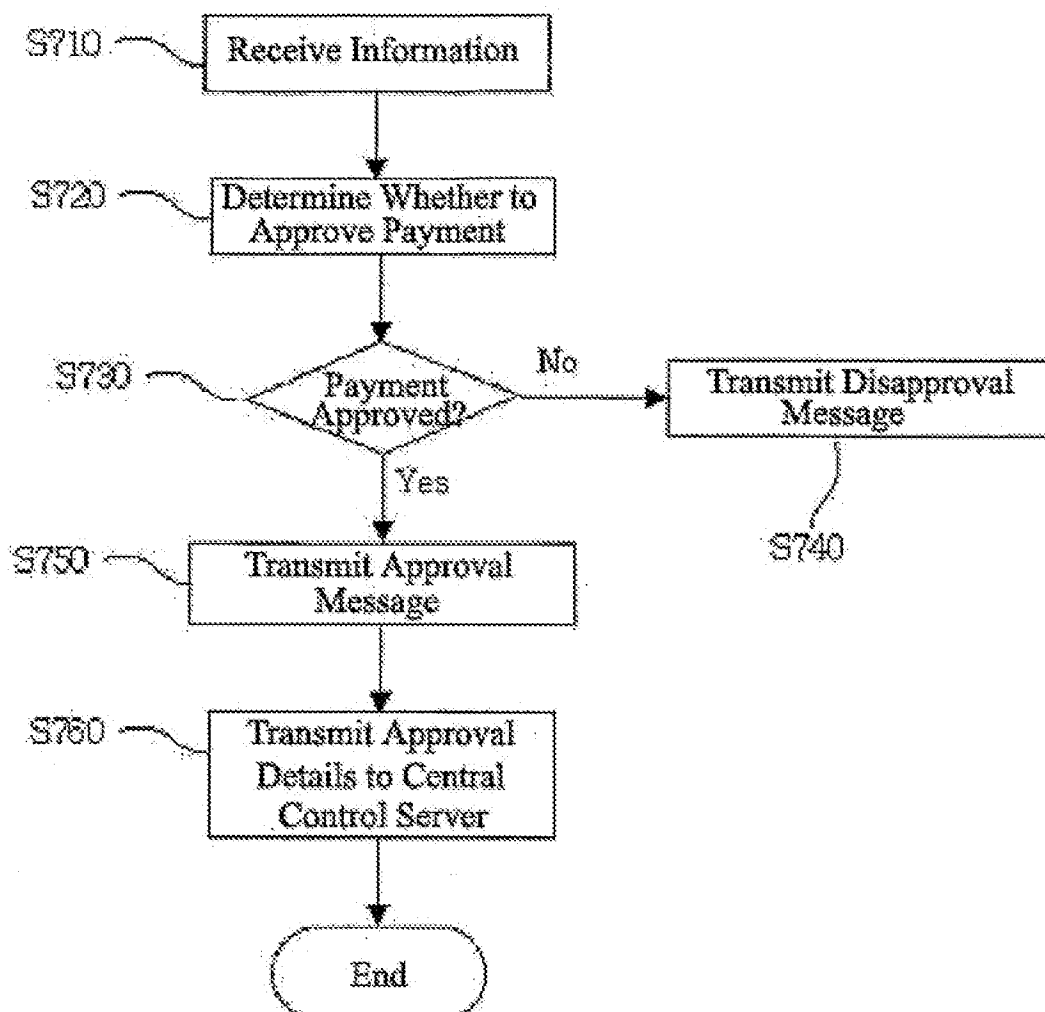 S710
Receive Information
S720
Determine Whether to
Approve Payment
S730
Payment
Approved?
No
Transmit Disapproval
Message
S740
Yes
S750
Transmit Approval
Message
S760
Transmit Approval
Details to Central
Control Server
End